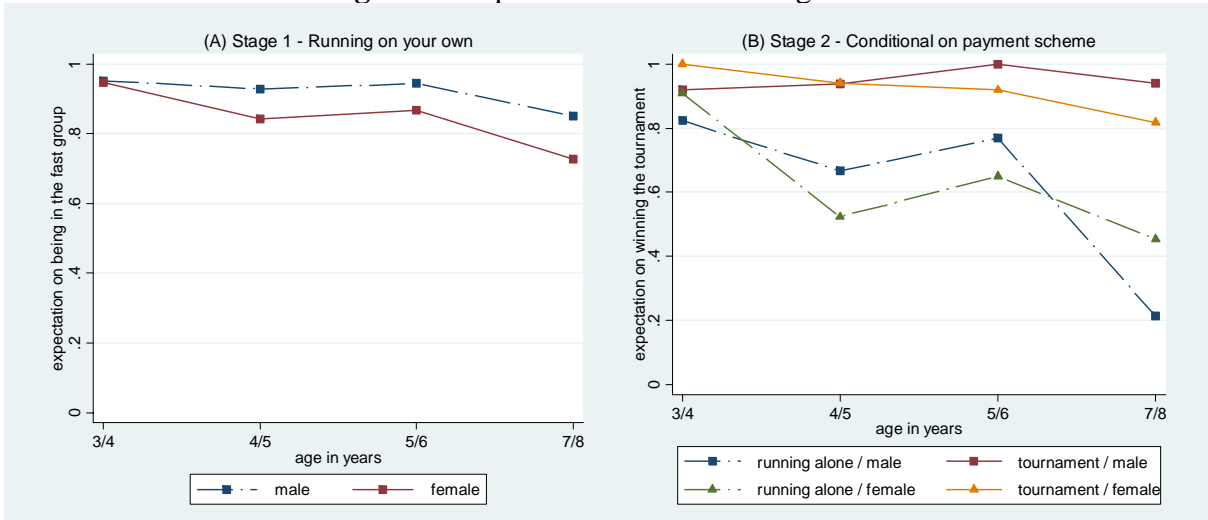 (A) Stage 1 - Running on your own
expectation on being in the fast group
1
.8
.6
.4
.2
0
3/4 4/5 5/6 7/8
age in years
male female
(B) Stage 2 - Conditional on payment scheme
expectation on winning the tournament
1
.8
.6
.4
.2
0
3/4 4/5 5/6 7/8
age in years
running alone / male tournament / male
running alone / female tournament / female